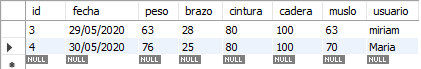 id fecha peso brazo cintura cadera muslo usuario
3 29/05/2020 63 28 80 100 63 miriam
4 30/05/2020 76 25 80 100 70 Maria
NULL NULL NULL NULL NULL NULL NULL NULL